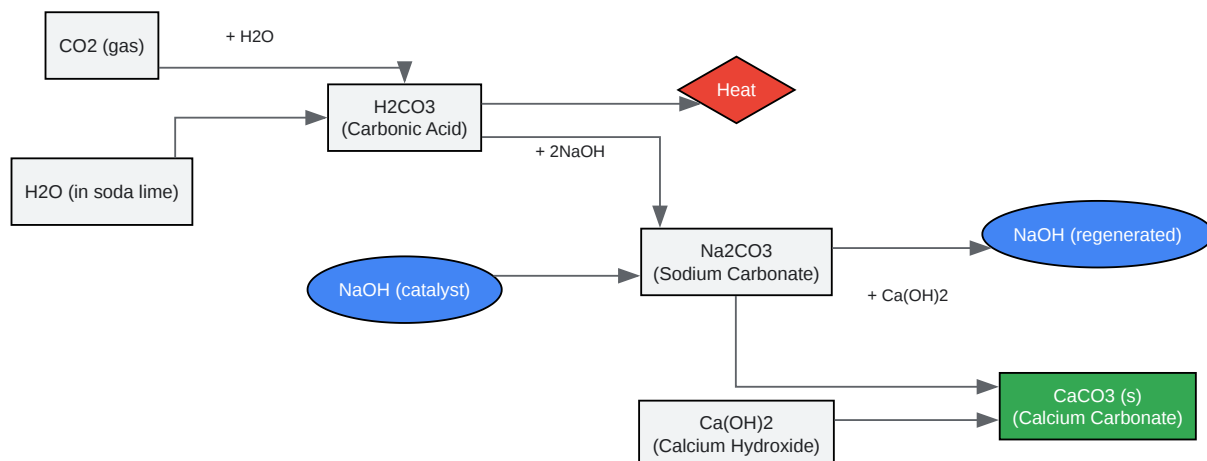 CO2 (gas)
+ H2O
H2CO3
(Carbonic Acid)
Heat
+ 2NaOH
H2O (in soda lime)
Na2CO3
(Sodium Carbonate)
NaOH (regenerated)
NaOH (catalyst)
+ Ca(OH)2
CaCO3 (s)
(Calcium Carbonate)
Ca(OH)2
(Calcium Hydroxide)